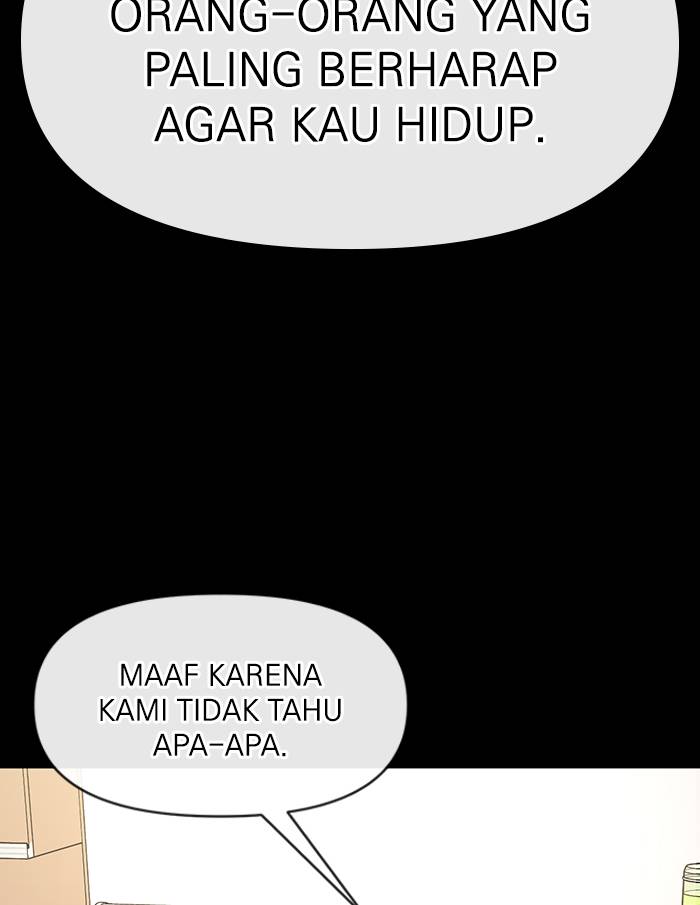 ORANG-ORANG YANG
PALING BERHARAP
AGAR KAU HIDUP.
MAAF KARENA
KAMI TIDAK TAHU
APA-APA.